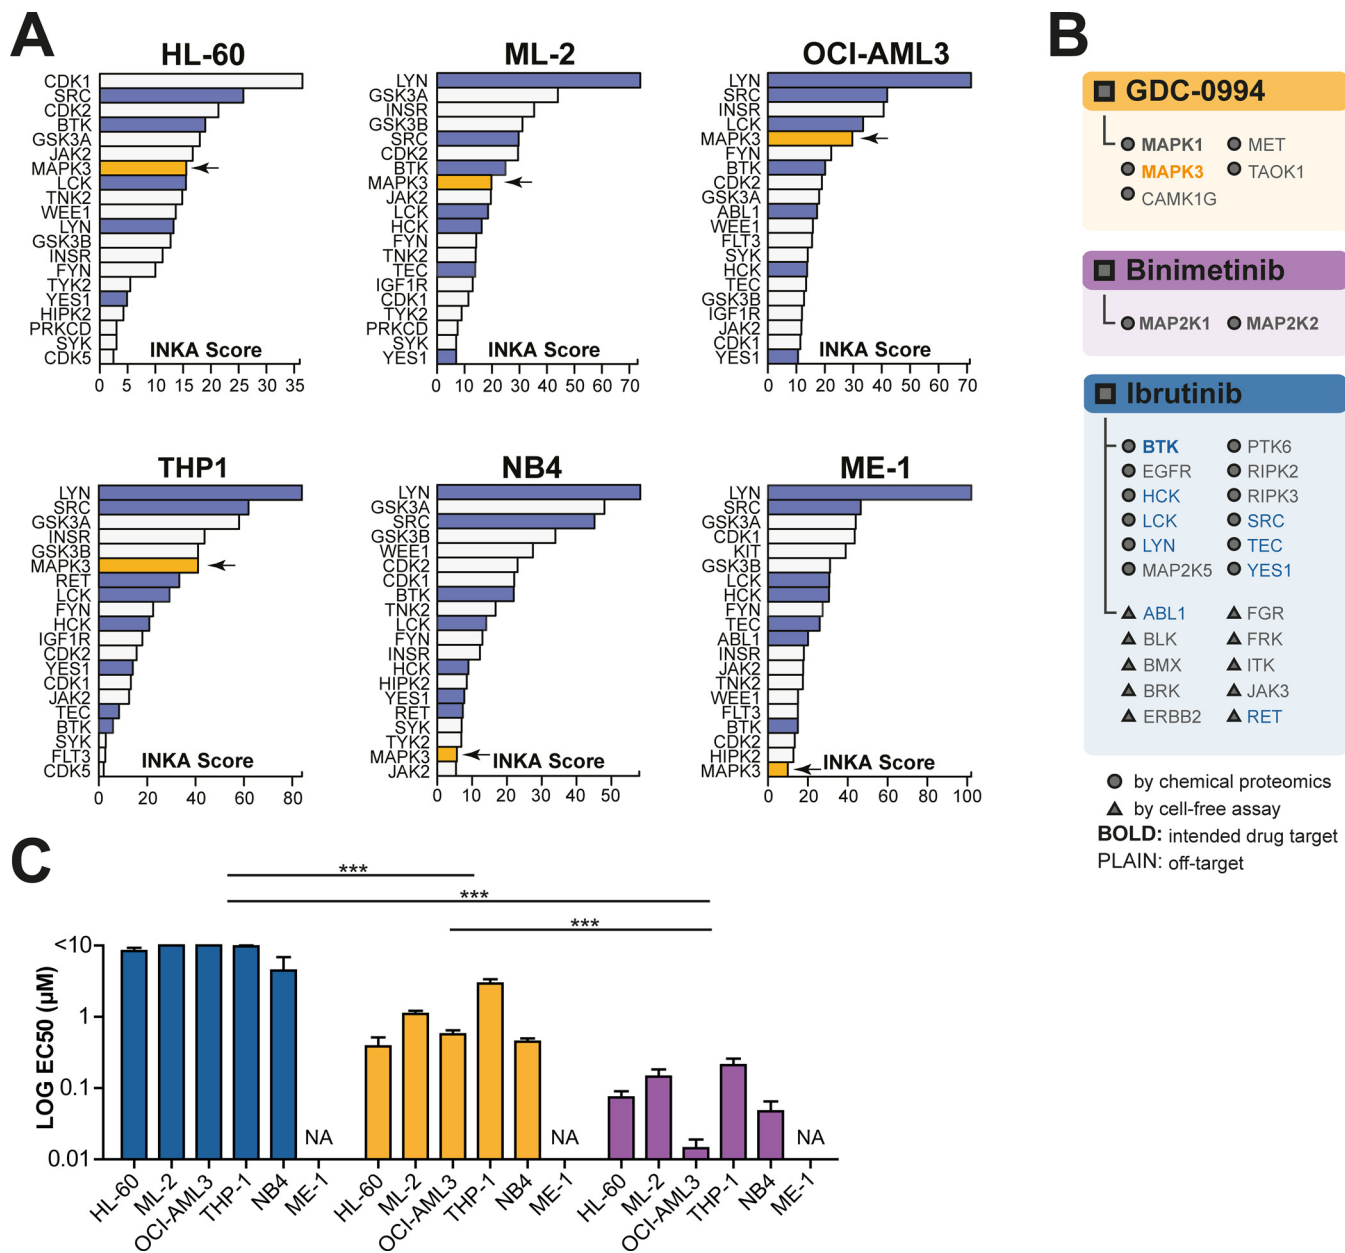 A
HL-60
CDK1
SRC
CDK2
BTK
GSK3A
JAK2
MAPK3
LCK
TNK2
WEE1
LYN
GSK3B
INSR
FYN
TYK2
YES1
HIPK2
PRKCD
SYK
CDK5
INKA Score
0 5 10 15 20 25 30 35
ML-2
LYN
GSK3A
INSR
GSK3B
SRC
CDK2
BTK
MAPK3
JAK2
LCK
HCK
FYN
TNK2
TEC
IGF1R
CDK1
TYK2
PRKCD
SYK
YES1
INKA Score
0 10 20 30 40 50 60 70
OCI-AML3
LYN
SRC
INSR
LCK
MAPK3
FYN
BTK
CDK2
GSK3A
ABL1
WEE1
FLT3
SYK
HCK
TEC
GSK3B
IGF1R
JAK2
CDK1
YES1
INKA Score
0 10 20 30 40 50 60 70
THP1
LYN
SRC
GSK3A
INSR
GSK3B
MAPK3
RET
LCK
FYN
HCK
IGF1R
CDK2
YES1
CDK1
JAK2
TEC
BTK
SYK
FLT3
CDK5
INKA Score
0 20 40 60 80
NB4
LYN
GSK3A
SRC
GSK3B
WEE1
CDK2
CDK1
BTK
TNK2
LCK
FYN
INSR
HCK
HIPK2
YES1
RET
SYK
TYK2
MAPK3
JAK2
INKA Score
0 10 20 30 40 50
ME-1
LYN
SRC
GSK3A
CDK1
KIT
GSK3B
LCK
HCK
FYN
TEC
ABL1
INSR
JAK2
TNK2
WEE1
FLT3
BTK
CDK2
HIPK2
MAPK3
INKA Score
0 20 40 60 80 100
B
GDC-0994
MAPK1 MET
MAPK3 TAOK1
CAMK1G
Binimetinib
MAP2K1 MAP2K2
Ibrutinib
BTK PTK6
EGFR RIPK2
HCK RIPK3
LCK SRC
LYN TEC
MAP2K5 YES1
ABL1 FGR
BLK FRK
BMX ITK
BRK JAK3
ERBB2 RET
by chemical proteomics
by cell-free assay
BOLD: intended drug target
PLAIN: off-target
C
***
***
***
LOG EC50 (µM)
<10
1
0.1
0.01
NA NA NA
HL-60 ML-2 OCI-AML3 THP-1 NB4 ME-1 HL-60 ML-2 OCI-AML3 THP-1 NB4 ME-1 HL-60 ML-2 OCI-AML3 THP-1 NB4 ME-1